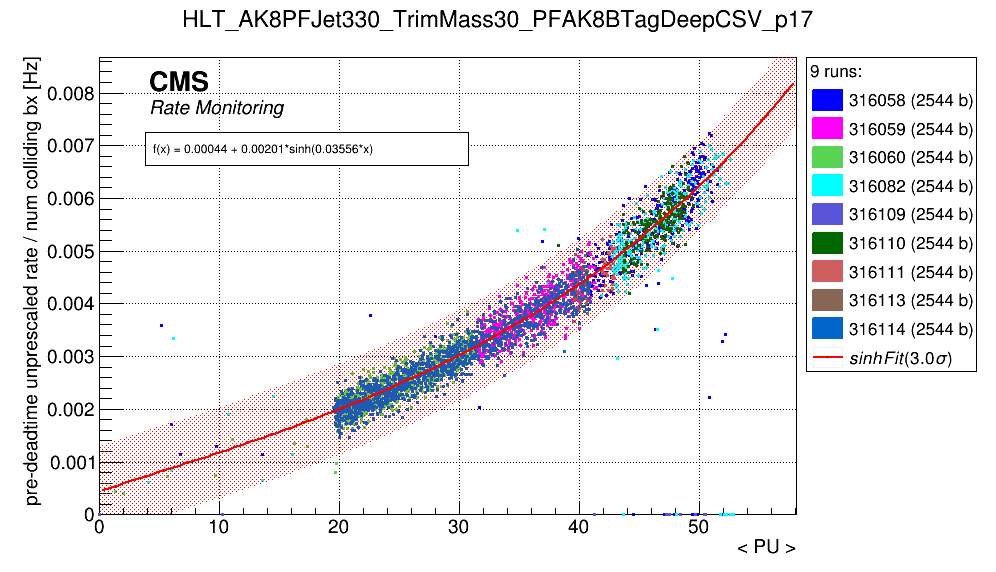 HLT_AK8PFJet330_TrimMass30_PFAK8BTagDeepCSV_p17
pre-deadtime unprescaled rate / num colliding bx [Hz]
0.008
0.007
0.006
0.005
0.004
0.003
0.002
0.001
0
CMS
Rate Monitoring
f(x) = 0.00044 + 0.00201*sinh(0.03556*x)
0 10 20 30 40 50
< PU >
9 runs:
316058 (2544 b)
316059 (2544 b)
316060 (2544 b)
316082 (2544 b)
316109 (2544 b)
316110 (2544 b)
316111 (2544 b)
316113 (2544 b)
316114 (2544 b)
sinhFit(3.0σ)